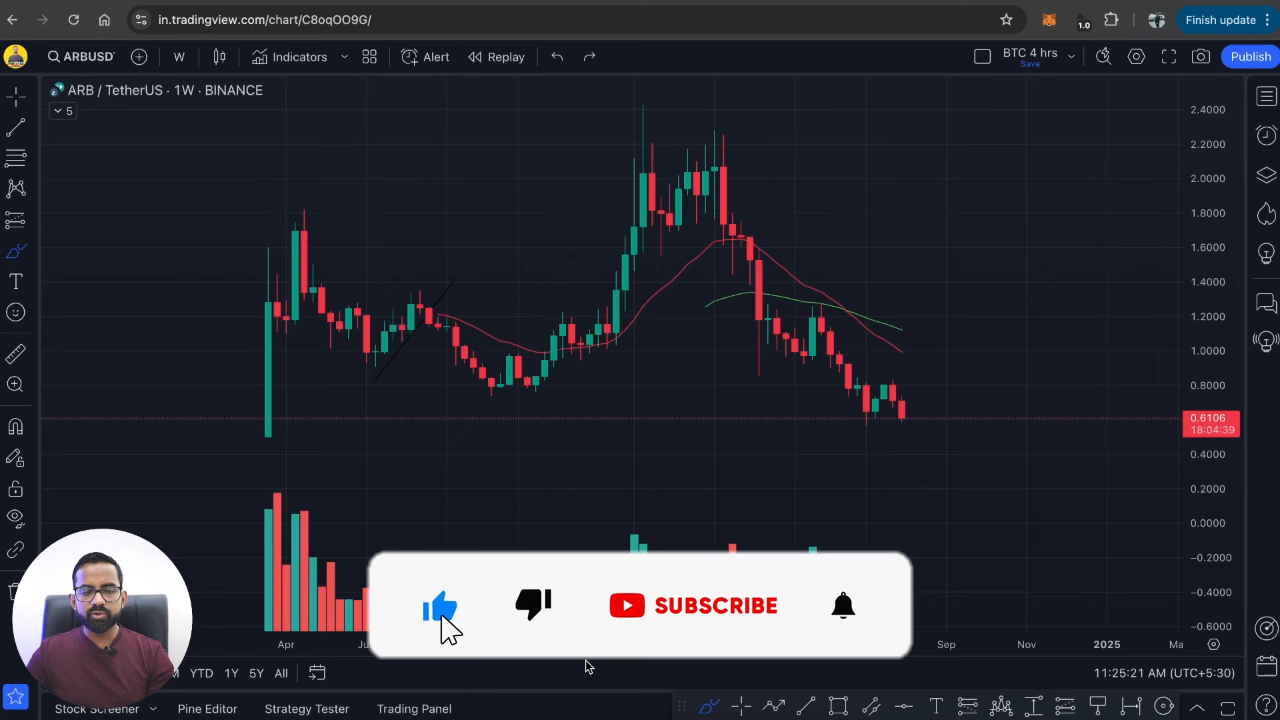 in.tradingview.com/chart/C8oqOO9G/
1.0
Finish update
ARBUSD
W
Indicators
Alert
Replay
BTC 4 hrs
Save
Publish
ARB / TetherUS · 1W · BINANCE
5
2.4000
2.2000
2.0000
1.8000
1.6000
1.4000
1.2000
1.0000
0.8000
0.6106
18:04:39
0.4000
0.2000
0.0000
−0.2000
−0.4000
−0.6000
SUBSCRIBE
Apr
Sep
Nov
2025
Ma
YTD
1Y
5Y
All
11:25:21 AM (UTC+5:30)
Stock Screener
Pine Editor
Strategy Tester
Trading Panel